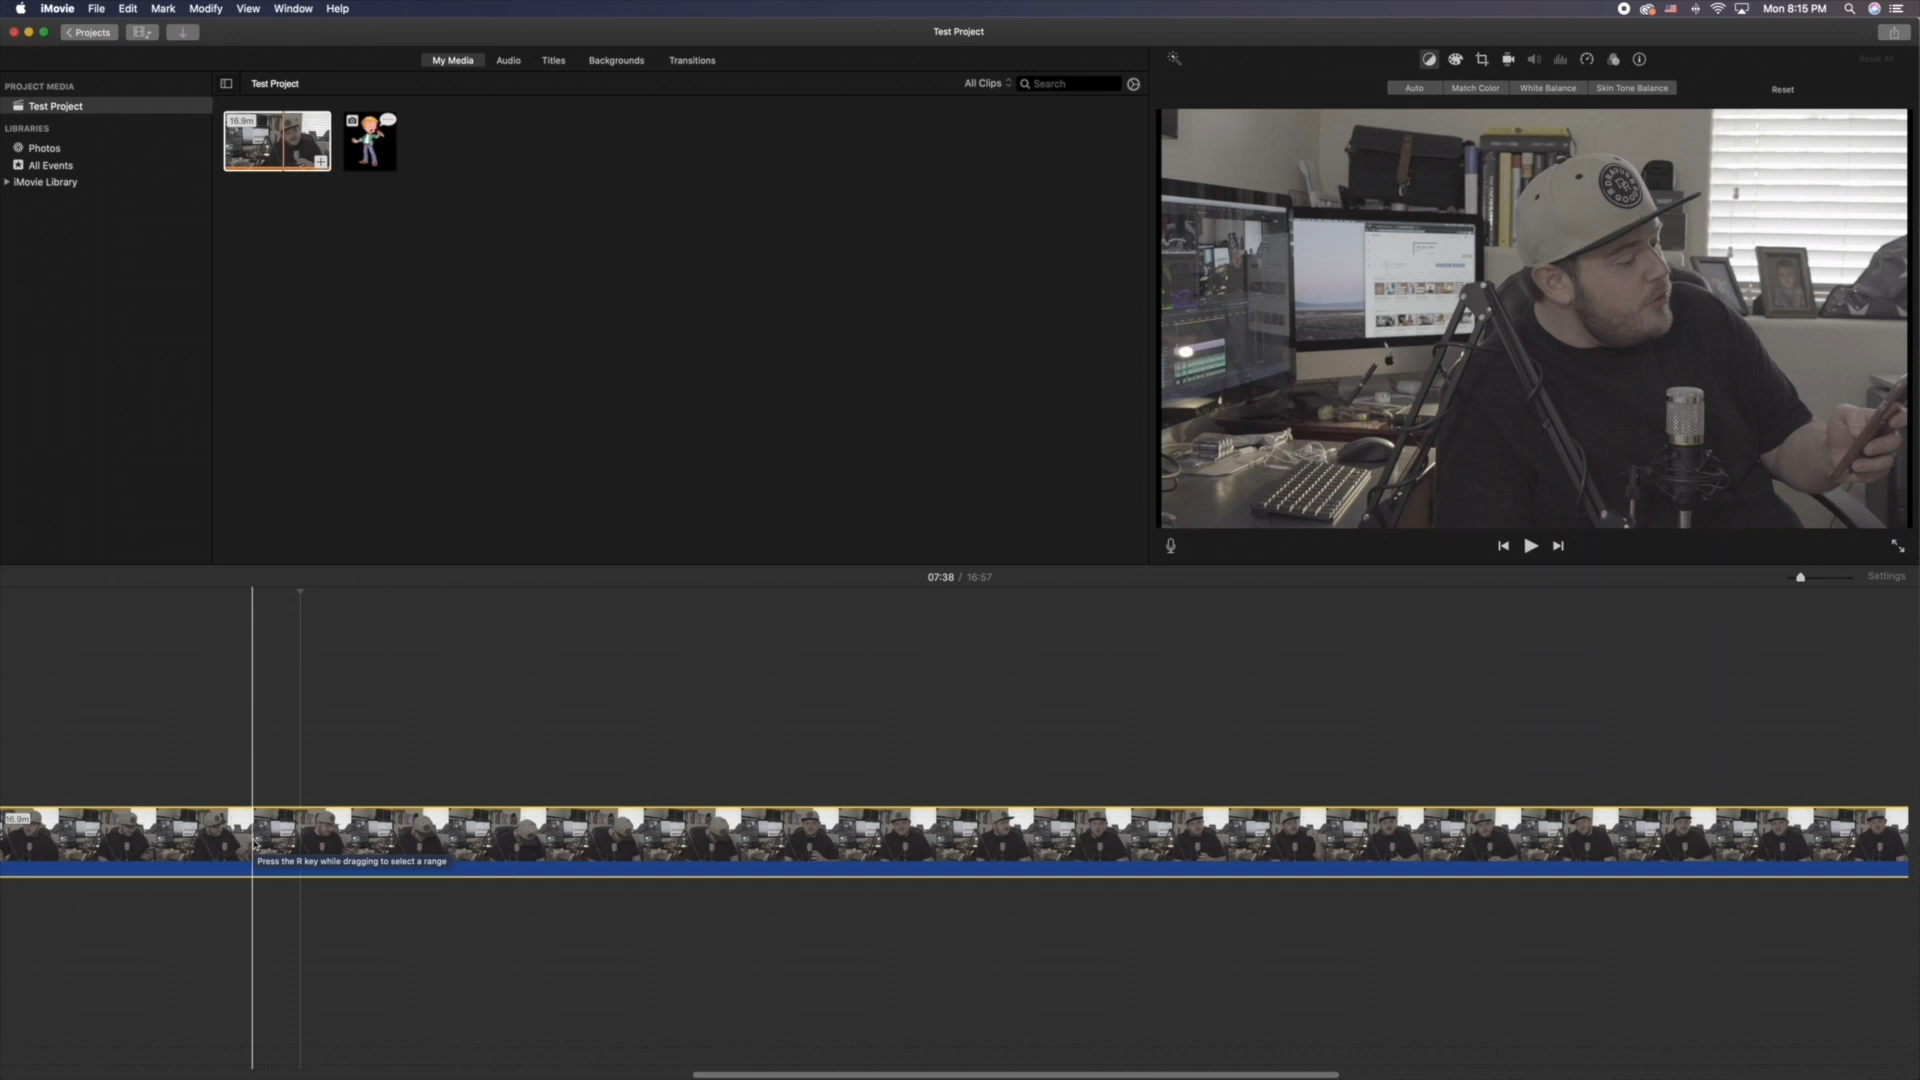 iMovie File Edit Mark Modify View Window Help
Mon 8:15 PM
Projects
Test Project
My Media Audio Titles Backgrounds Transitions
Reset All
PROJECT MEDIA
Test Project
LIBRARIES
Photos
All Events
iMovie Library
Test Project
All Clips
Search
Auto Match Color White Balance Skin Tone Balance
Reset
16.9m
07:38 / 16:57
Settings
16.9m
Press the R key while dragging to select a range